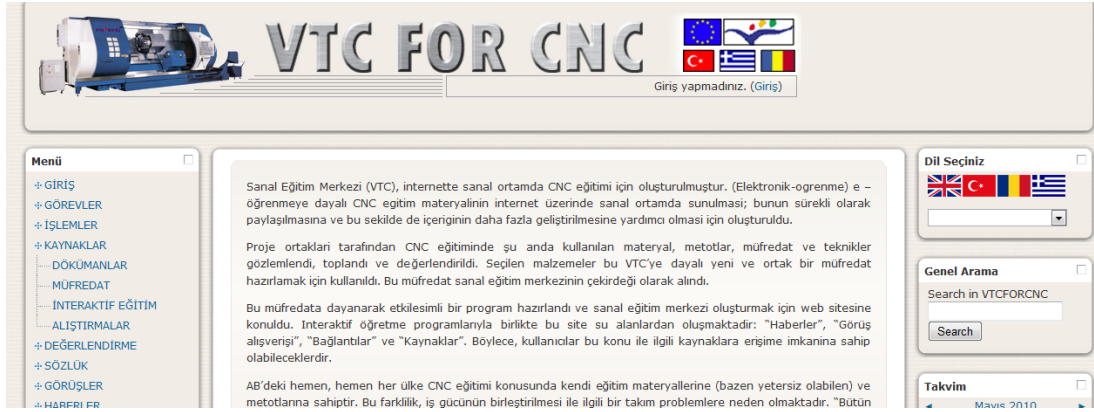 VTC FOR CNC
Giriş yapmadınız. (Giriş)
Menü
GİRİŞ
GÖREVLER
İŞLEMLER
KAYNAKLAR
DÖKÜMANLAR
MÜFREDAT
İNTERAKTİF EĞİTİM
ALIŞTIRMALAR
DEĞERLENDİRME
SÖZLÜK
GÖRÜŞLER
HABERLER
Sanal Eğitim Merkezi (VTC), internette sanal ortamda CNC eğitimi için oluşturulmuştur. (Elektronik-ogrenme) e –
öğrenmeye dayalı CNC egitim materyalinin internet üzerinde sanal ortamda sunulmasi; bunun sürekli olarak
paylaşılmasına ve bu sekilde de içeriginin daha fazla geliştirilmesine yardımcı olmasi için oluşturuldu.
Proje ortaklari tarafından CNC eğitiminde şu anda kullanılan materyal, metotlar, müfredat ve teknikler
gözlemlendi, toplandı ve değerlendirildi. Seçilen malzemeler bu VTC'ye dayalı yeni ve ortak bir müfredat
hazırlamak için kullanıldı. Bu müfredat sanal eğitim merkezinin çekirdeği olarak alındı.
Bu müfredata dayanarak etkilesimli bir program hazırlandı ve sanal eğitim merkezi oluşturmak için web sitesine
konuldu. Interaktif öğretme programlarıyla birlikte bu site su alanlardan oluşmaktadir: "Haberler", "Görüş
alışverişi", "Bağlantılar" ve "Kaynaklar". Böylece, kullanıcılar bu konu ile ilgili kaynaklara erişime imkanina sahip
olabileceklerdir.
AB'deki hemen, hemen her ülke CNC eğitimi konusunda kendi eğitim materyallerine (bazen yetersiz olabilen) ve
metotlarına sahiptir. Bu farklilik, iş gücünün birleştirilmesi ile ilgili bir takım problemlere neden olmaktadır. "Bütün
Dil Seçiniz
Genel Arama
Search in VTCFORCNC
Search
Takvim
Mayıs 2010